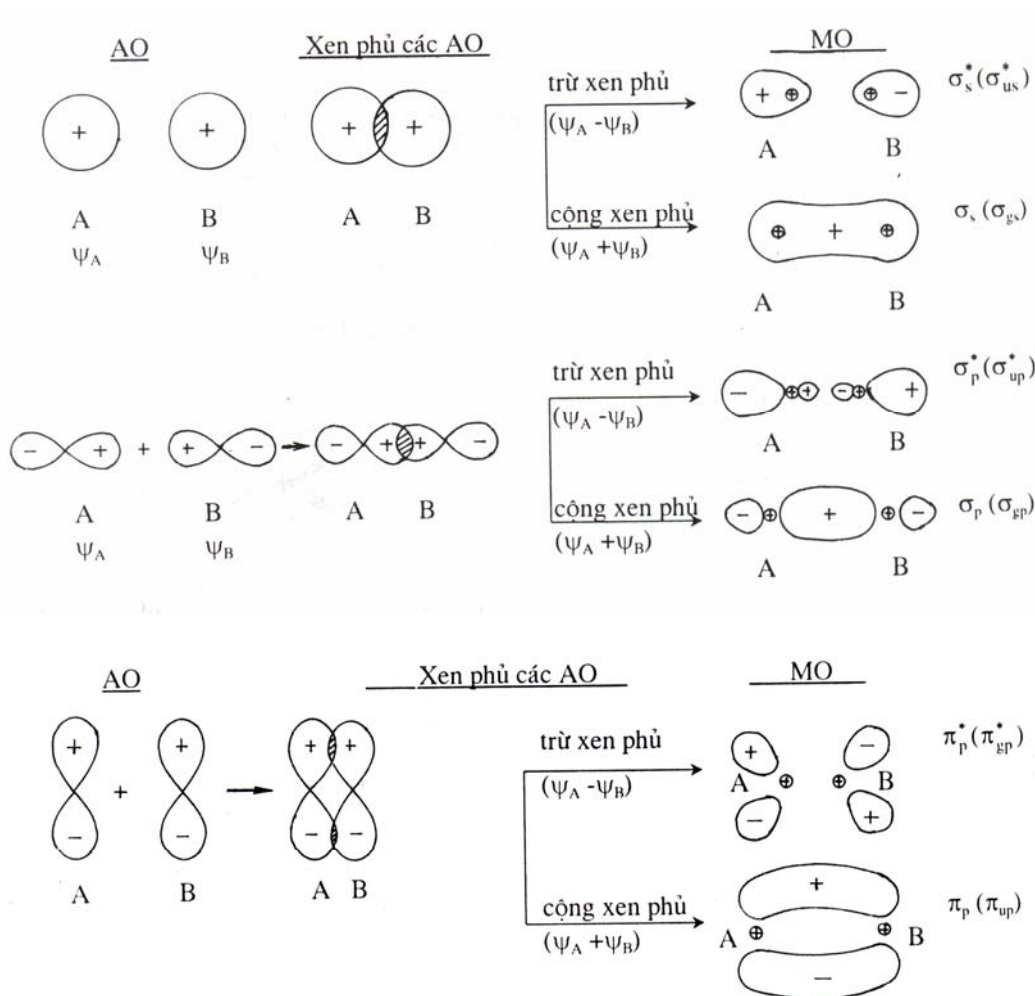 AO Xen phủ các AO MO
+ + + + trừ xen phủ + ⊕ ⊕ - σ*s(σ*us)
(ψA -ψB)
A B
A B A B cộng xen phủ ⊕ + ⊕ σs(σgs)
ψA ψB (ψA +ψB)
A B
trừ xen phủ - ⊕ + - ⊕ + σ*p(σ*up)
(ψA -ψB)
- + + + - - + + - A B
A B A B cộng xen phủ - ⊕ + ⊕ - σp(σgp)
ψA ψB (ψA +ψB)
A B
AO Xen phủ các AO MO
+ + + + trừ xen phủ + - π*p(π*gp)
+ (ψA -ψB) A ⊕ ⊕ B
- - - - - +
A B A B + 
cộng xen phủ A ⊕ ⊕ B πp(πup)
(ψA +ψB) -